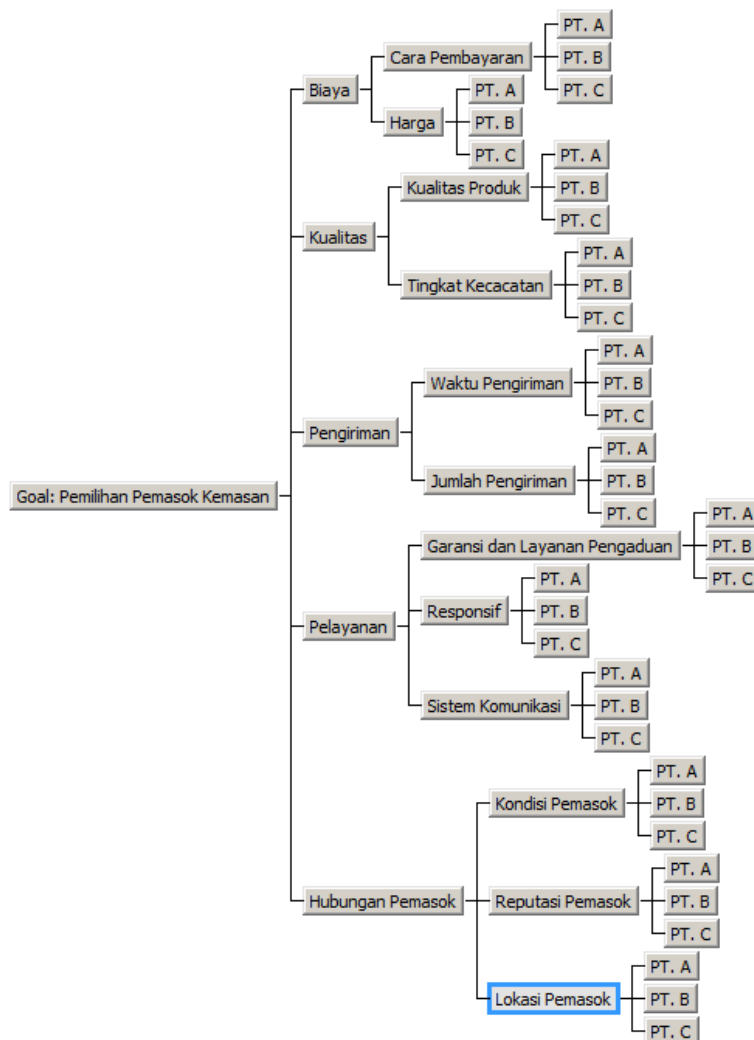 PT. A
Cara Pembayaran
PT. B
Biaya
PT. C
PT. A
Harga
PT. B
PT. C
PT. A
Kualitas Produk
PT. B
PT. C
Kualitas
PT. A
Tingkat Kecacatan
PT. B
PT. C
PT. A
Waktu Pengiriman
PT. B
PT. C
Pengiriman
PT. A
Jumlah Pengiriman
PT. B
PT. C
Goal: Pemilihan Pemasok Kemasan
PT. A
Garansi dan Layanan Pengaduan
PT. B
PT. C
PT. A
Responsif
PT. B
PT. C
Pelayanan
PT. A
Sistem Komunikasi
PT. B
PT. C
PT. A
Kondisi Pemasok
PT. B
PT. C
PT. A
Hubungan Pemasok
Reputasi Pemasok
PT. B
PT. C
PT. A
Lokasi Pemasok
PT. B
PT. C